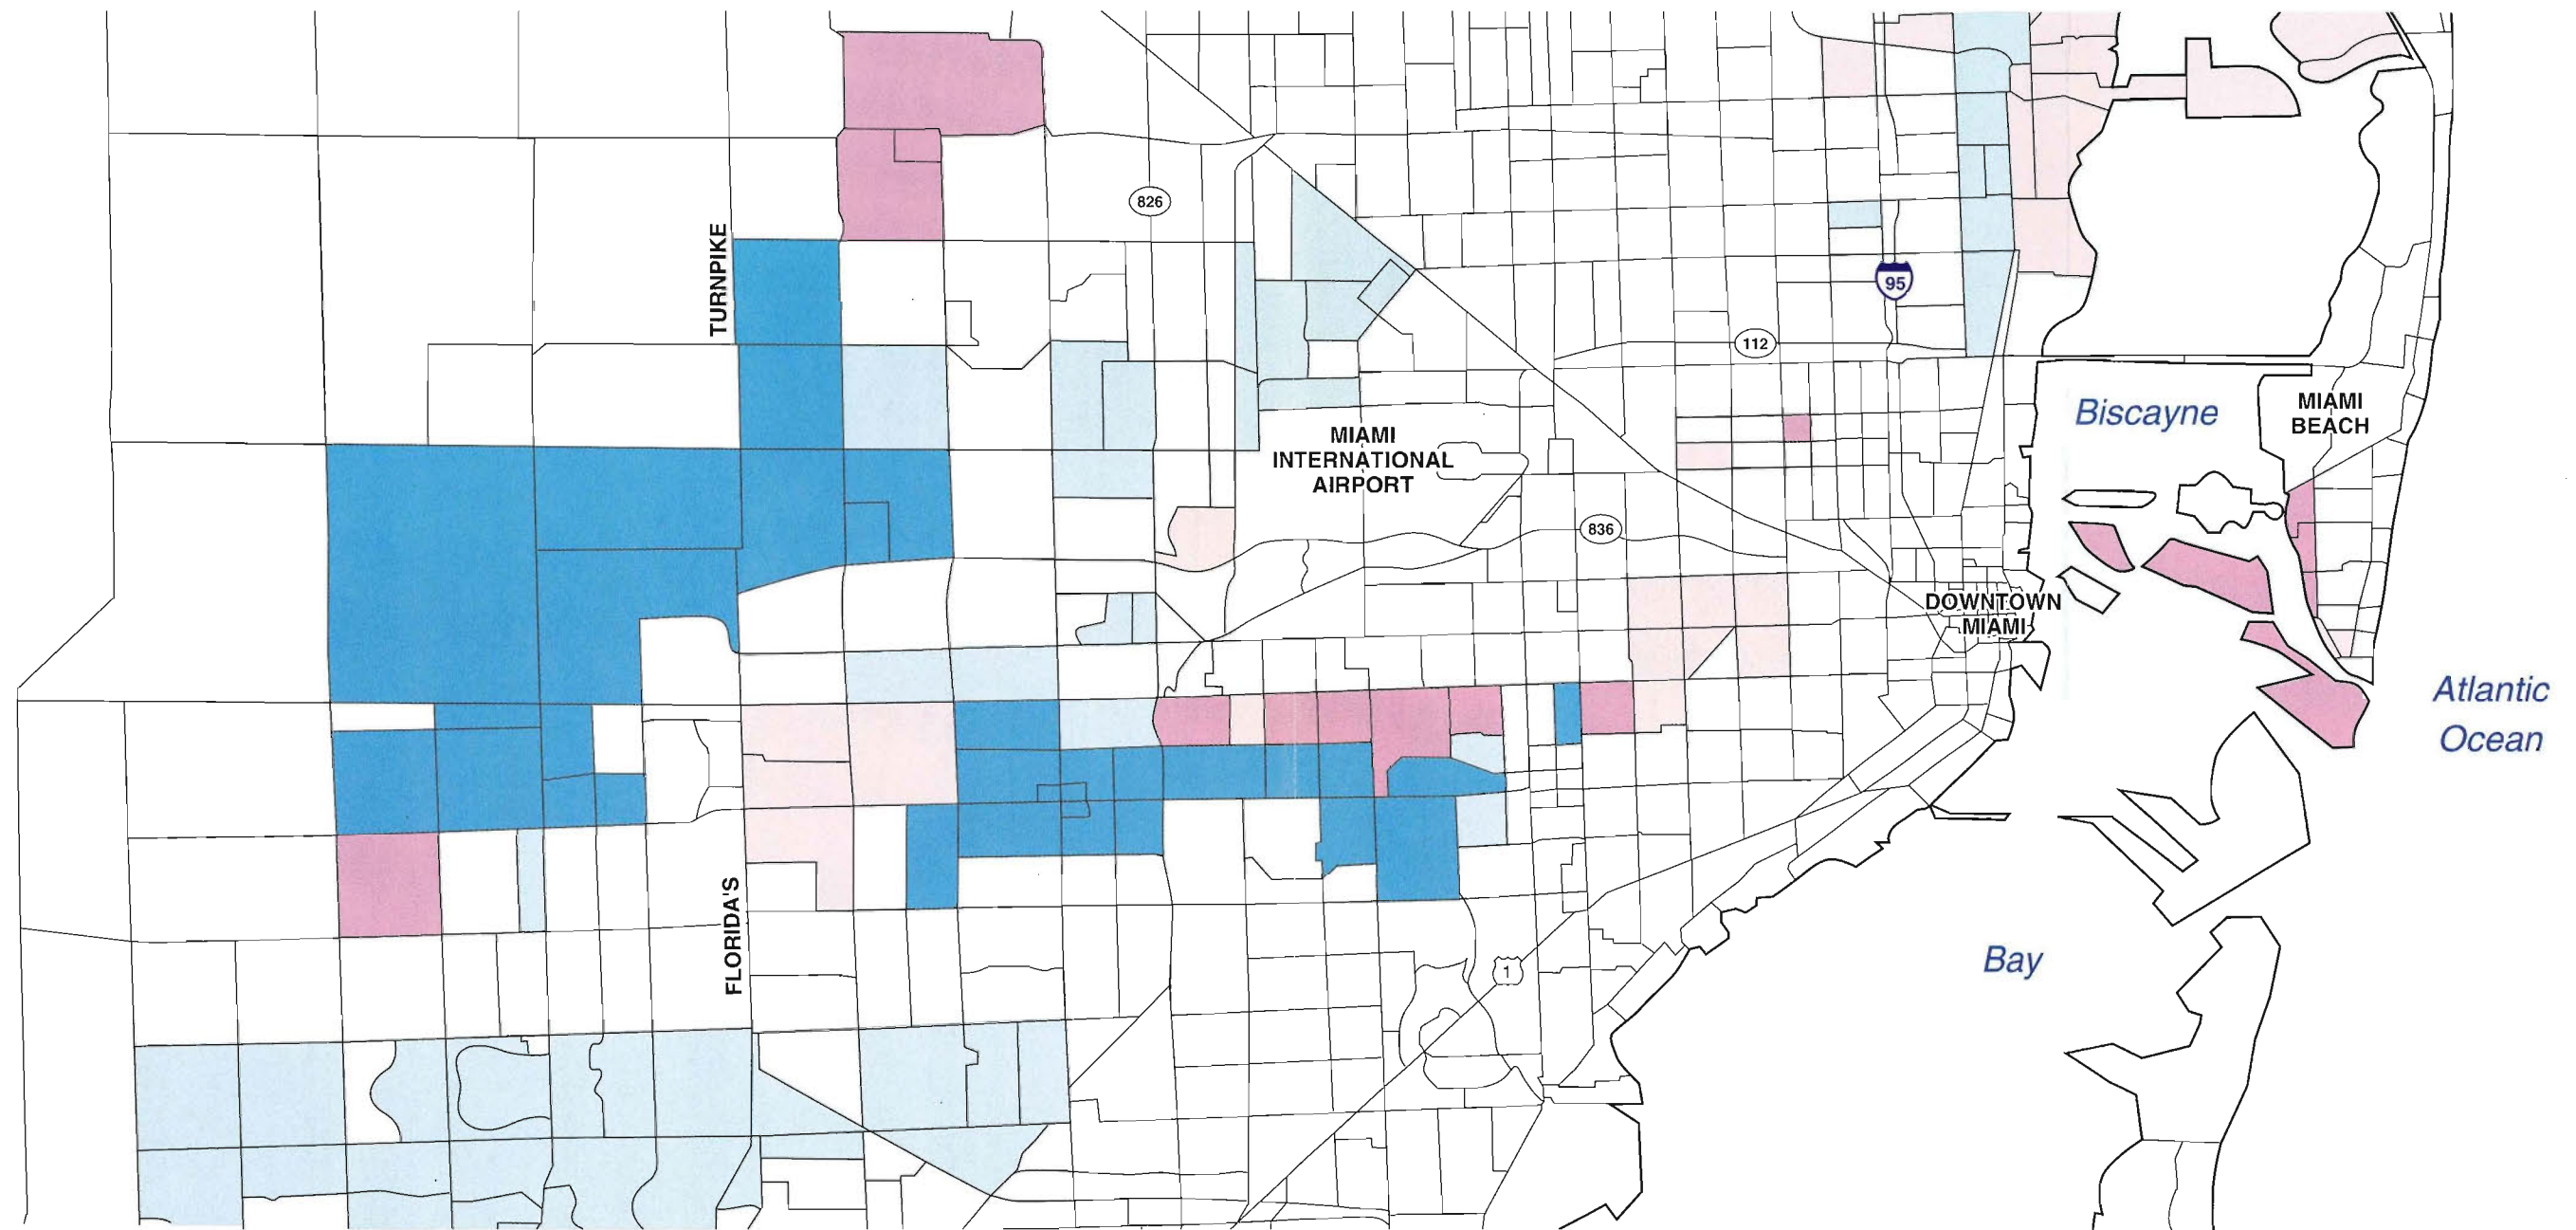 826
TURNPIKE
95
112
Biscayne
MIAMI
BEACH
MIAMI
INTERNATIONAL
AIRPORT
836
DOWNTOWN
MIAMI
Atlantic
Ocean
FLORIDA'S
1
Bay